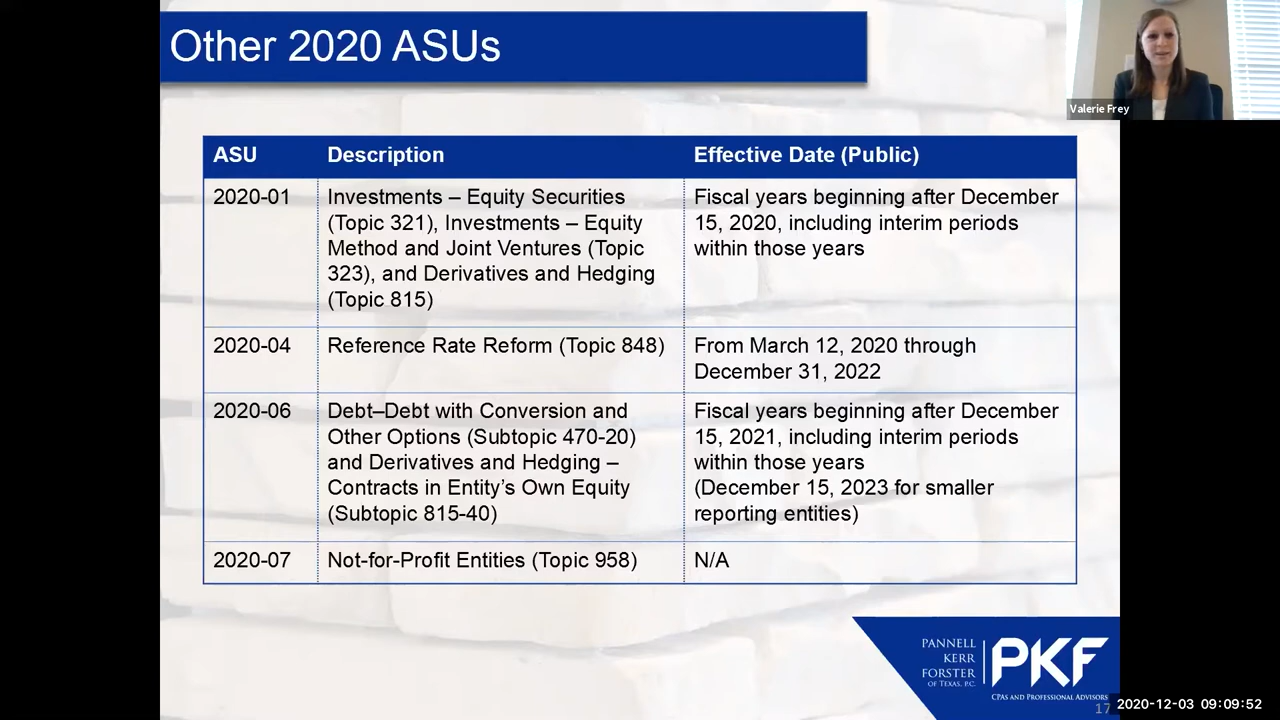 Other 2020 ASUs
Valerie Frey
ASU Description Effective Date (Public)
2020-01
Investments – Equity Securities
(Topic 321), Investments – Equity
Method and Joint Ventures (Topic
323), and Derivatives and Hedging
(Topic 815)
Fiscal years beginning after December
15, 2020, including interim periods
within those years
2020-04
Reference Rate Reform (Topic 848)
From March 12, 2020 through
December 31, 2022
2020-06
Debt–Debt with Conversion and
Other Options (Subtopic 470-20)
and Derivatives and Hedging –
Contracts in Entity’s Own Equity
(Subtopic 815-40)
Fiscal years beginning after December
15, 2021, including interim periods
within those years
(December 15, 2023 for smaller
reporting entities)
2020-07
Not-for-Profit Entities (Topic 958)
N/A
PANNELL
KERR
FORSTER
OF TEXAS, P.C.
PKF
CPAS AND PROFESSIONAL ADVISORS
17
2020-12-03 09:09:52